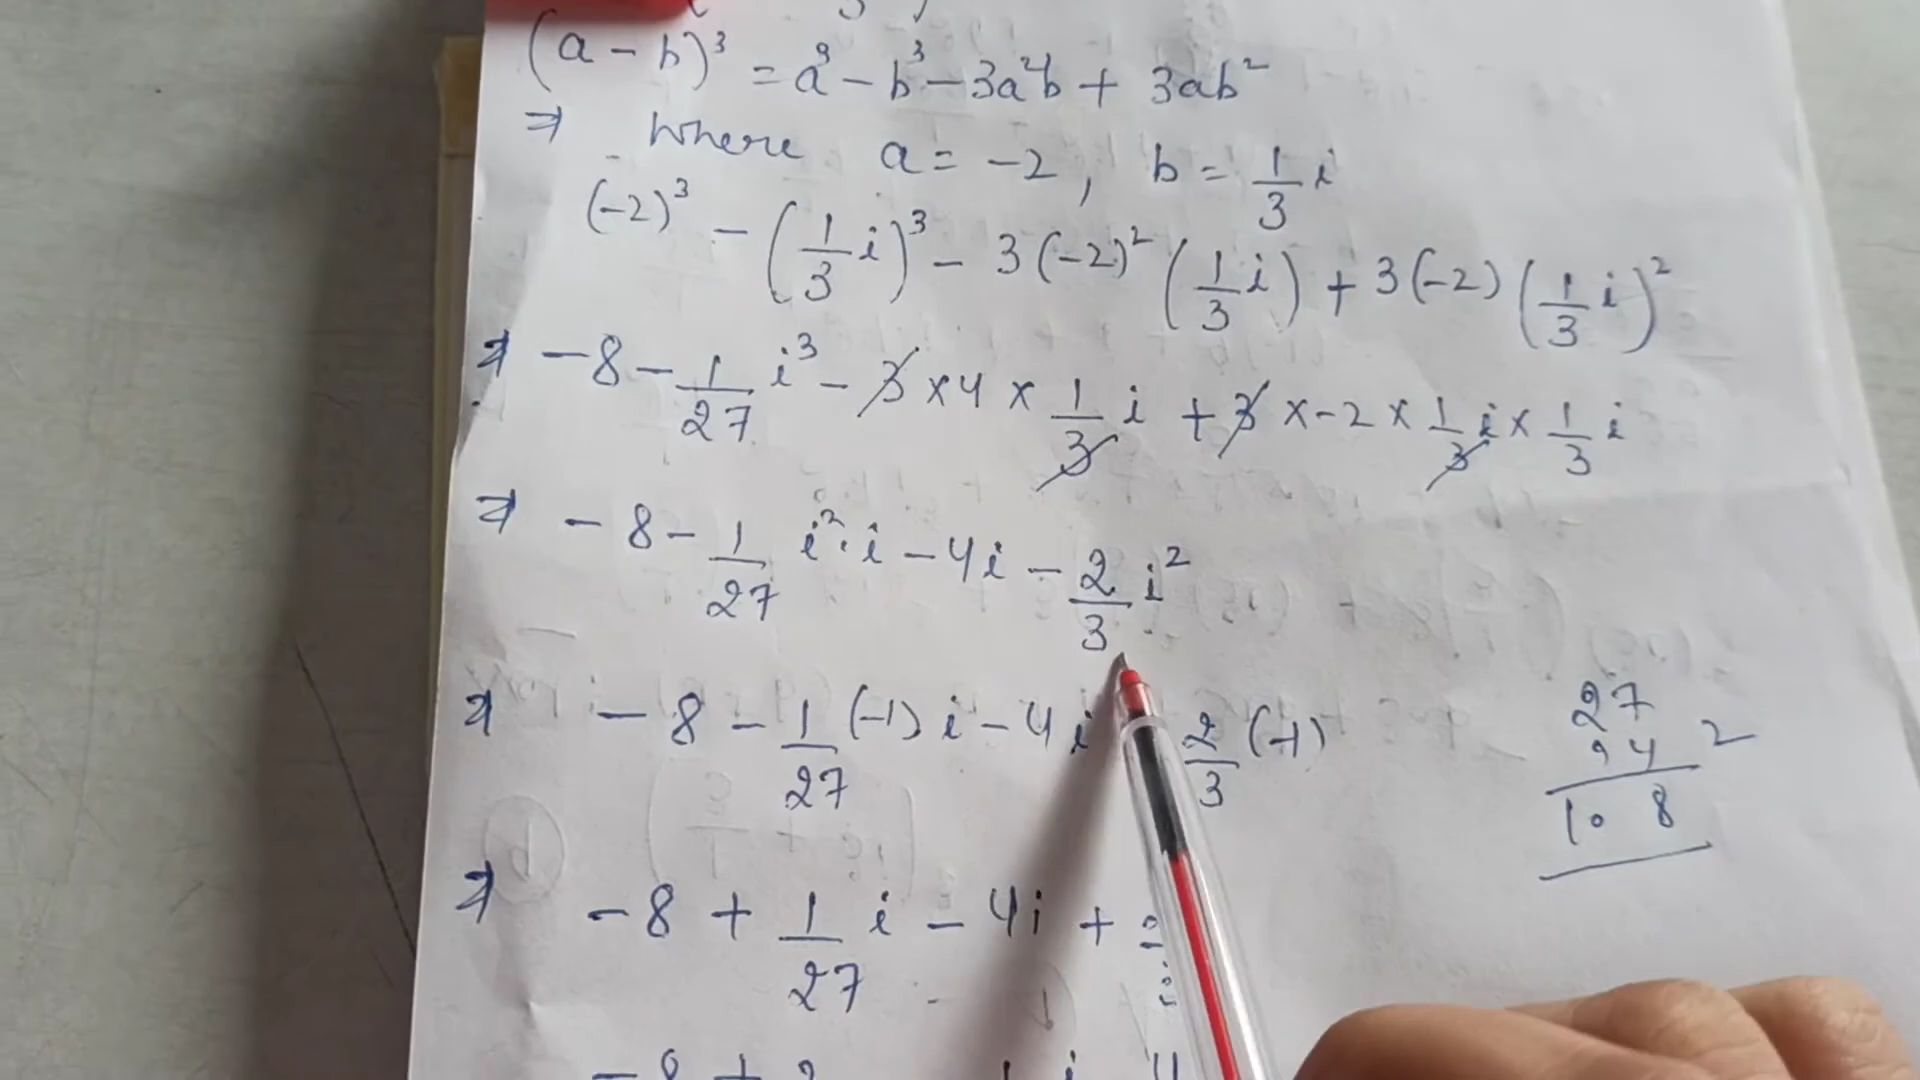 (a - b)³ = a³ - b³ - 3a²b + 3ab²
⇒ where a = -2, b = 1/3 i
(-2)³ - (1/3 i)³ - 3(-2)² (1/3 i) + 3(-2) (1/3 i)²
⇒ -8 - 1/27 i³ - 3 × 4 × 1/3 i + 3 × -2 × 1/3 i × 1/3 i
⇒ -8 - 1/27 i² · i - 4i - 2/3 i²
⇒ -8 - 1/27 (-1) i - 4i 2/3 (-1)
27
4 2
108
⇒ -8 + 1/27 i - 4i +
-8 +